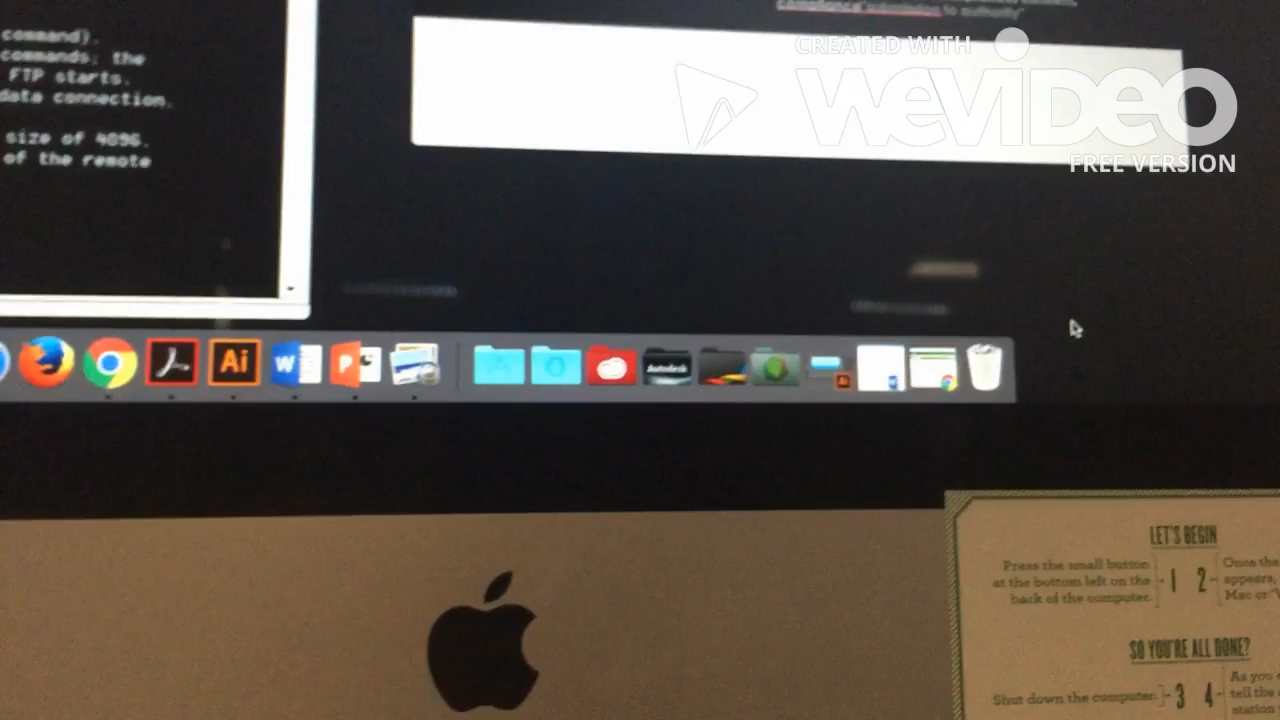 command).
commands; the
FTP starts.
data connection.
size of 4096.
of the remote
submission to authority"
CREATED WITH
WEVIDEO
FREE VERSION
Ai
W
P
Autodesk
LET'S BEGIN
Press the small button
at the bottom left on the
back of the computer.
1
2
Once the
appears,
Mac or
SO YOU'RE ALL DONE?
Shut down the computer.
3
4
As you
tell the
station